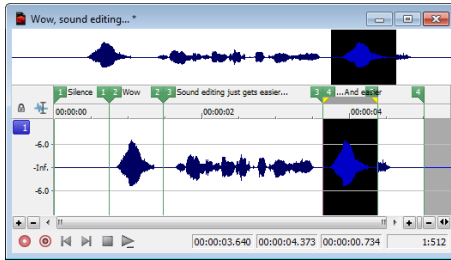 Wow, sound editing... *
1 Silence 1 2 Wow 2 3 Sound editing just gets easier... 3 4 ...And easier 4
00:00:00 00:00:02 00:00:04
1
-6.0
-Inf.
-6.0
00:00:03.640 00:00:04.373 00:00:00.734 1:512